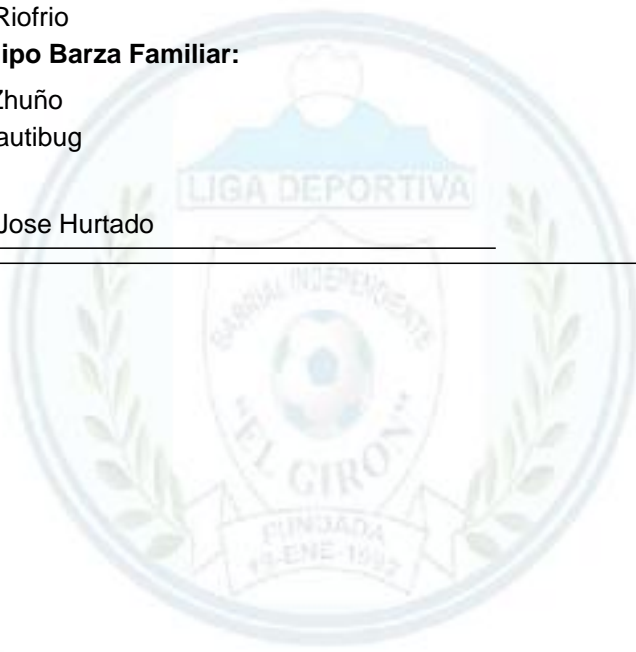 Riofrio
ipo Barza Familiar:
Zhuño
autibug
LIGA DEPORTIVA
Jose Hurtado
BARRIAL INDEPENDIENTE
"EL GIRON"
FUNDADA